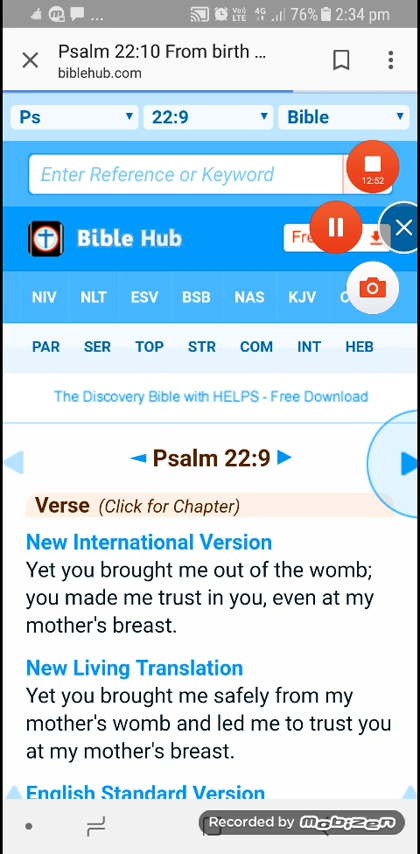 ... 76% 2:34 pm
Psalm 22:10 From birth ...
biblehub.com
Ps 22:9 Bible
Enter Reference or Keyword
12:52
Bible Hub
NIV NLT ESV BSB NAS KJV
PAR SER TOP STR COM INT HEB
The Discovery Bible with HELPS - Free Download
Psalm 22:9
Verse (Click for Chapter)
New International Version
Yet you brought me out of the womb;
you made me trust in you, even at my
mother's breast.
New Living Translation
Yet you brought me safely from my
mother's womb and led me to trust you
at my mother's breast.
English Standard Version
Recorded by mobizen